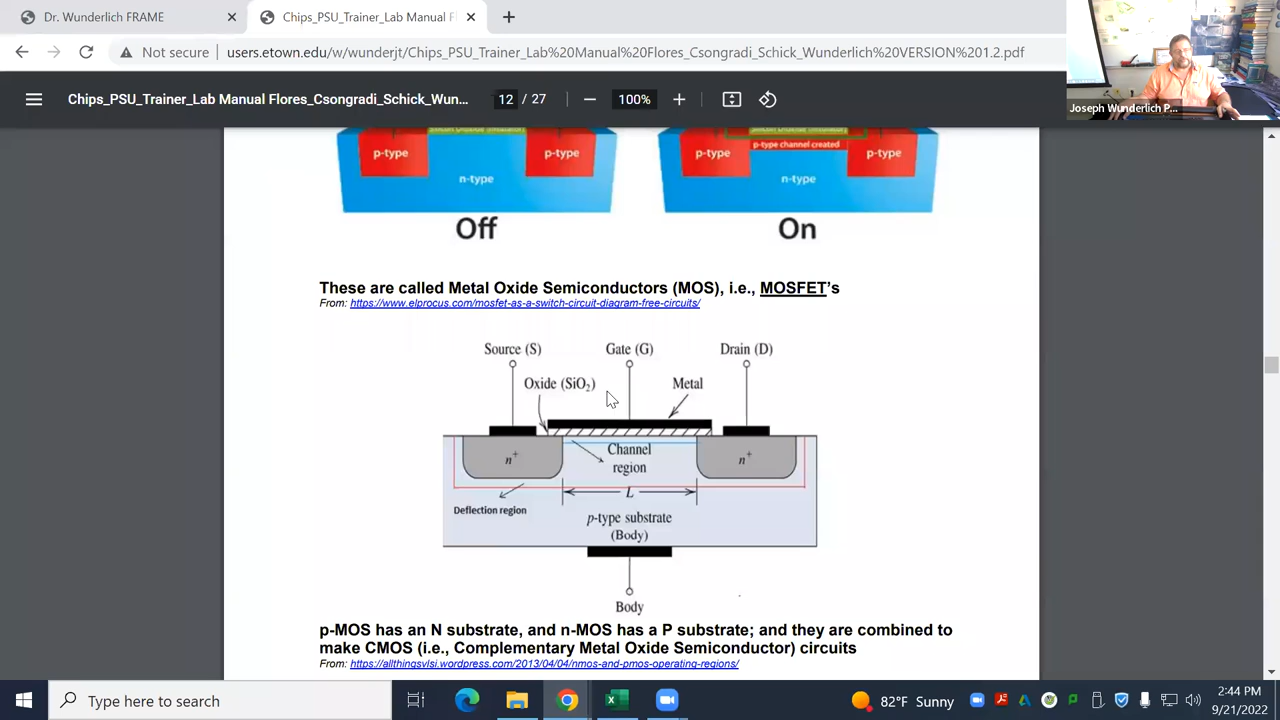 Dr. Wunderlich FRAME
Chips_PSU_Trainer_Lab Manual F
Not secure
users.etown.edu/w/wunderjt/Chips_PSU_Trainer_Lab%20Manual%20Flores_Csongradi_Schick_Wunderlich%20VERSION%2012.pdf
Chips_PSU_Trainer_Lab Manual Flores_Csongradi_Schick_Wun...
12 / 27
100%
Joseph Wunderlich P...
p-type
p-type
n-type
p-type
p-type channel created
p-type
n-type
Off
On
These are called Metal Oxide Semiconductors (MOS), i.e., MOSFET's
From: https://www.elprocus.com/mosfet-as-a-switch-circuit-diagram-free-circuits/
Source (S)
Gate (G)
Drain (D)
Oxide (SiO₂)
Metal
n⁺
Channel
region
n⁺
L
Deflection region
p-type substrate
(Body)
Body
p-MOS has an N substrate, and n-MOS has a P substrate; and they are combined to
make CMOS (i.e., Complementary Metal Oxide Semiconductor) circuits
From: https://allthingsvlsi.wordpress.com/2013/04/04/nmos-and-pmos-operating-regions/
Type here to search
82°F Sunny
2:44 PM
9/21/2022